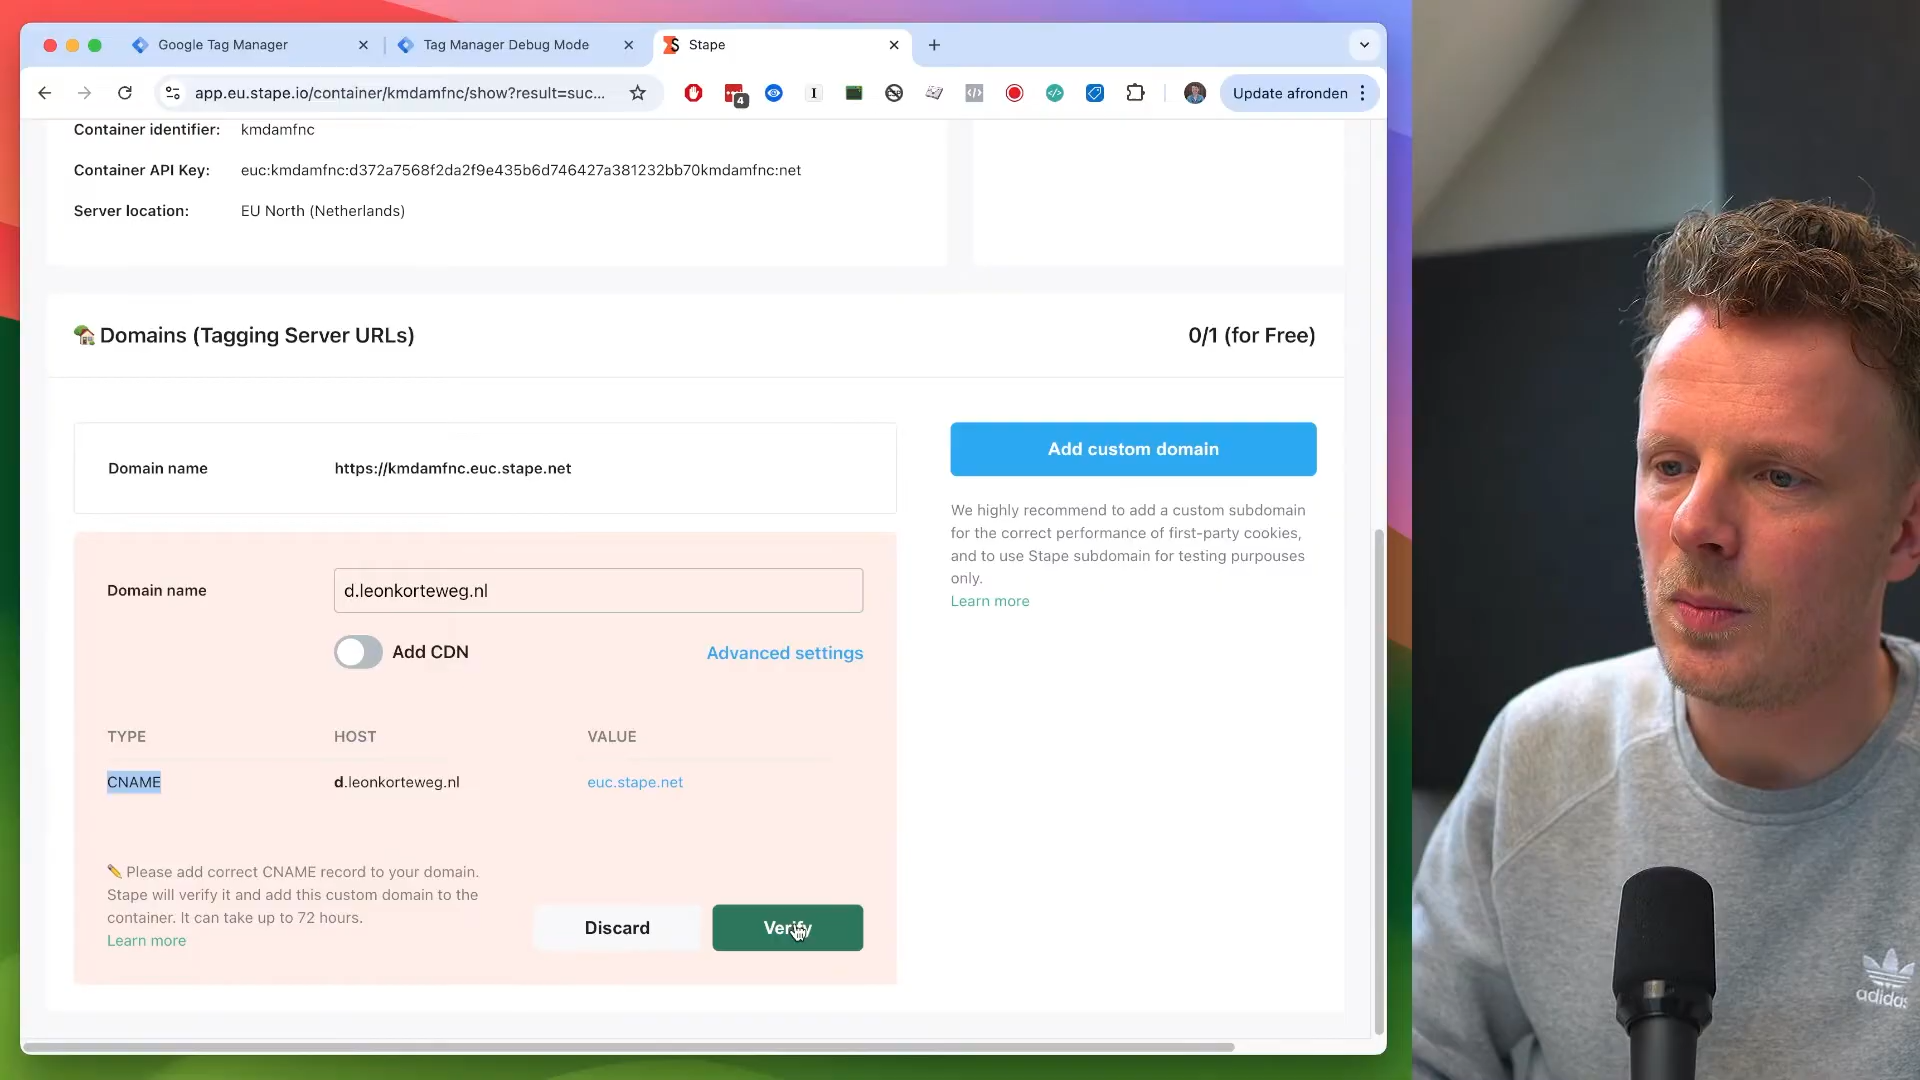 Google Tag Manager
Tag Manager Debug Mode
Stape
app.eu.stape.io/container/kmdamfnc/show?result=suc...
4
Update afronden
Container identifier: kmdamfnc
Container API Key: euc:kmdamfnc:d372a7568f2da2f9e435b6d746427a381232bb70kmdamfnc:net
Server location: EU North (Netherlands)
Domains (Tagging Server URLs)
0/1 (for Free)
Domain name https://kmdamfnc.euc.stape.net
Add custom domain
We highly recommend to add a custom subdomain
for the correct performance of first-party cookies,
and to use Stape subdomain for testing purpouses
only.
Learn more
Domain name d.leonkorteweg.nl
Add CDN
Advanced settings
TYPE HOST VALUE
CNAME d.leonkorteweg.nl euc.stape.net
Please add correct CNAME record to your domain.
Stape will verify it and add this custom domain to the
container. It can take up to 72 hours.
Learn more
Discard
Verify
adidas